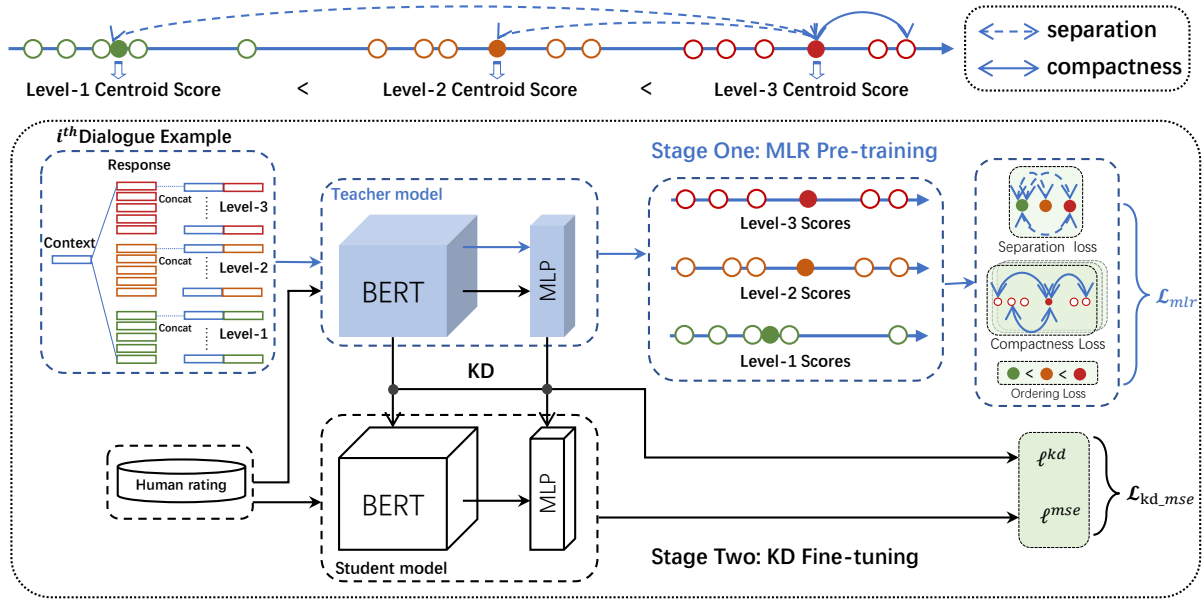 separation
compactness
Level-1 Centroid Score < Level-2 Centroid Score < Level-3 Centroid Score
i^th Dialogue Example
Response
Concat
Level-3
Context
Concat
Level-2
Concat
Level-1
Teacher model
BERT
MLP
Stage One: MLR Pre-training
Level-3 Scores
Level-2 Scores
Level-1 Scores
Separation loss
Compactness Loss
< <
Ordering Loss
ℒ_mlr
KD
Human rating
BERT
MLP
Student model
Stage Two: KD Fine-tuning
ℓ^kd
ℓ^mse
ℒ_kd_mse